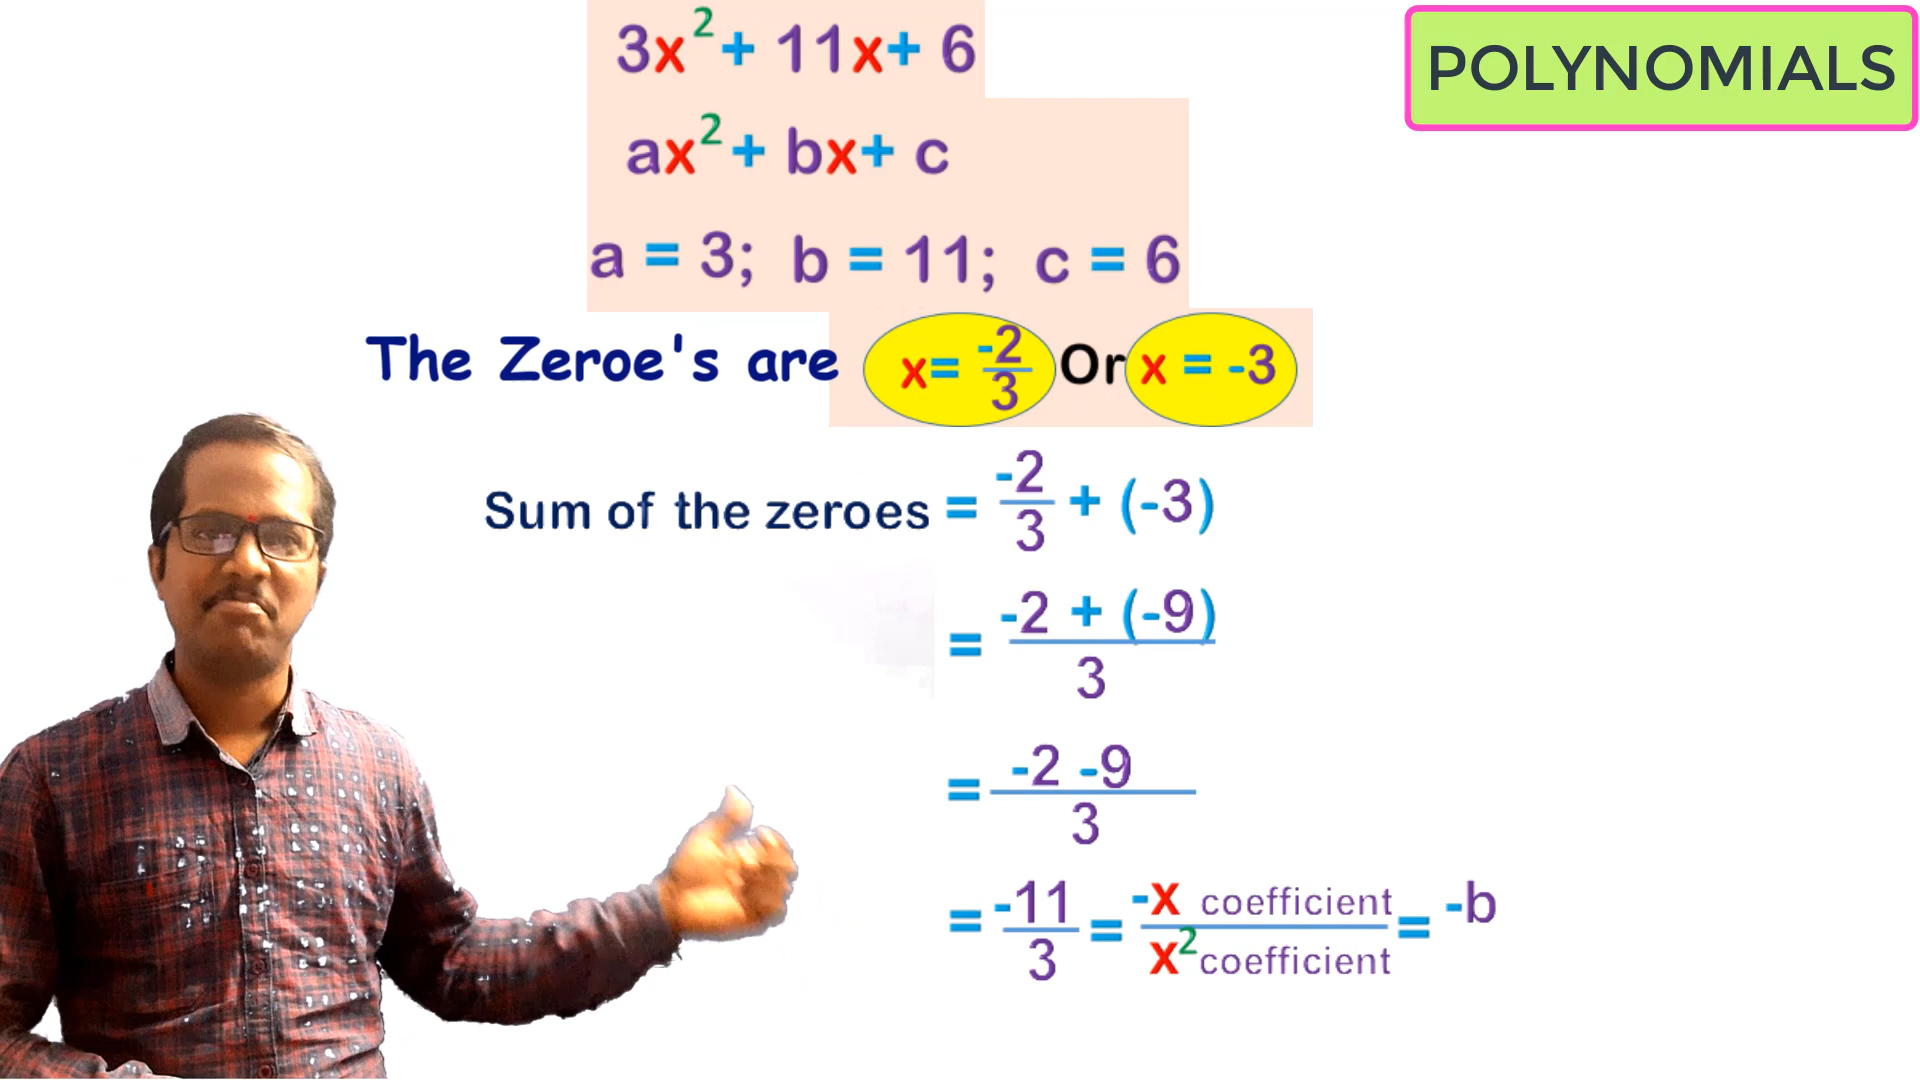 POLYNOMIALS
3x² + 11x + 6
ax² + bx + c
a = 3; b = 11; c = 6
The Zeroe's are x = -2/3 Or x = -3
Sum of the zeroes = -2/3 + (-3)
= -2 + (-9)/3
= -2 -9/3
= -11/3 = -x coefficient/x² coefficient = -b